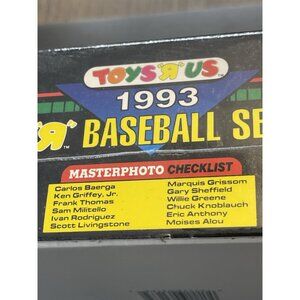 TOYS "R" US
1993
"R" BASEBALL SE
MASTERPHOTO CHECKLIST
Carlos Baerga
Ken Griffey, Jr.
Frank Thomas
Sam Militello
Ivan Rodriguez
Scott Livingstone
Marquis Grissom
Gary Sheffield
Willie Greene
Chuck Knoblauch
Eric Anthony
Moises Alou